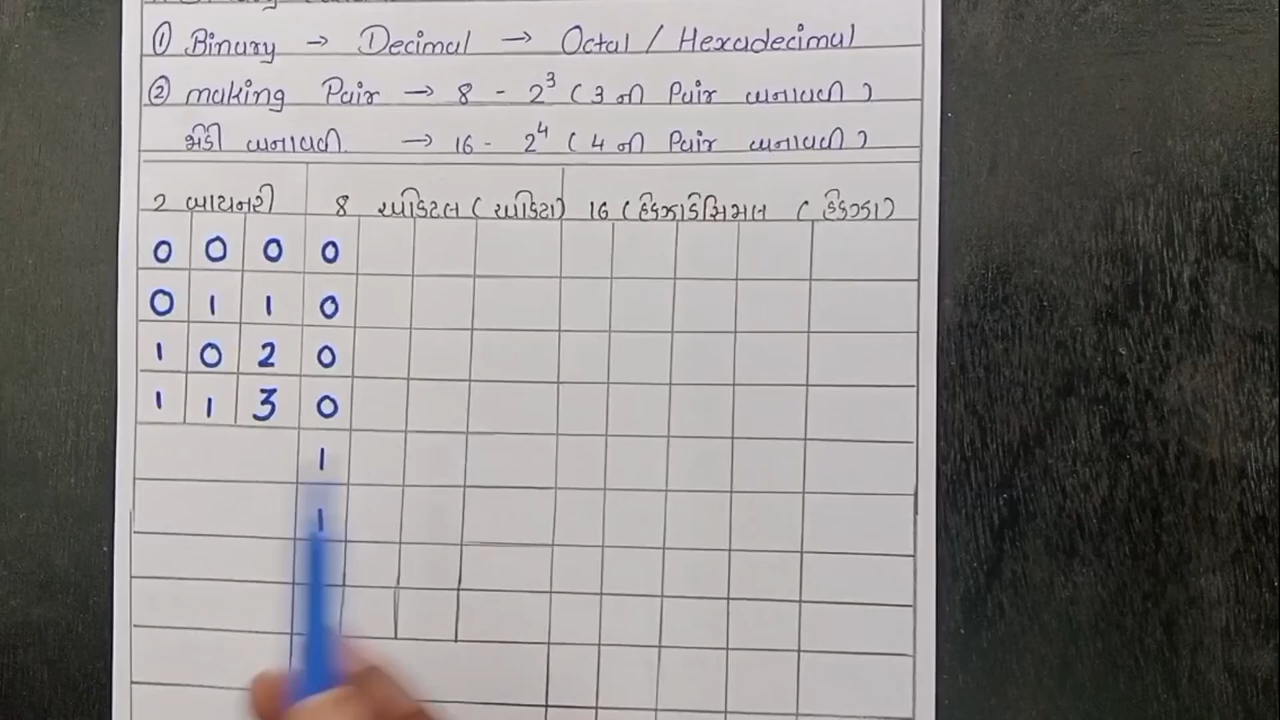 ① Binary → Decimal → Octal / Hexadecimal
② making Pair → 8 - 2³ ( 3 ની Pair બનાવવી )
જોડી બનાવવી. → 16 - 2⁴ ( 4 ની Pair બનાવવી )
2 બાયનરી 8 ઓક્ટિલ ( ઓક્ટિા) 16 ( હેક્ઝાડેસિમલ ( હેક્ઝા)
0 0 0 0
0 1 1 0
1 0 2 0
1 1 3 0
1
1